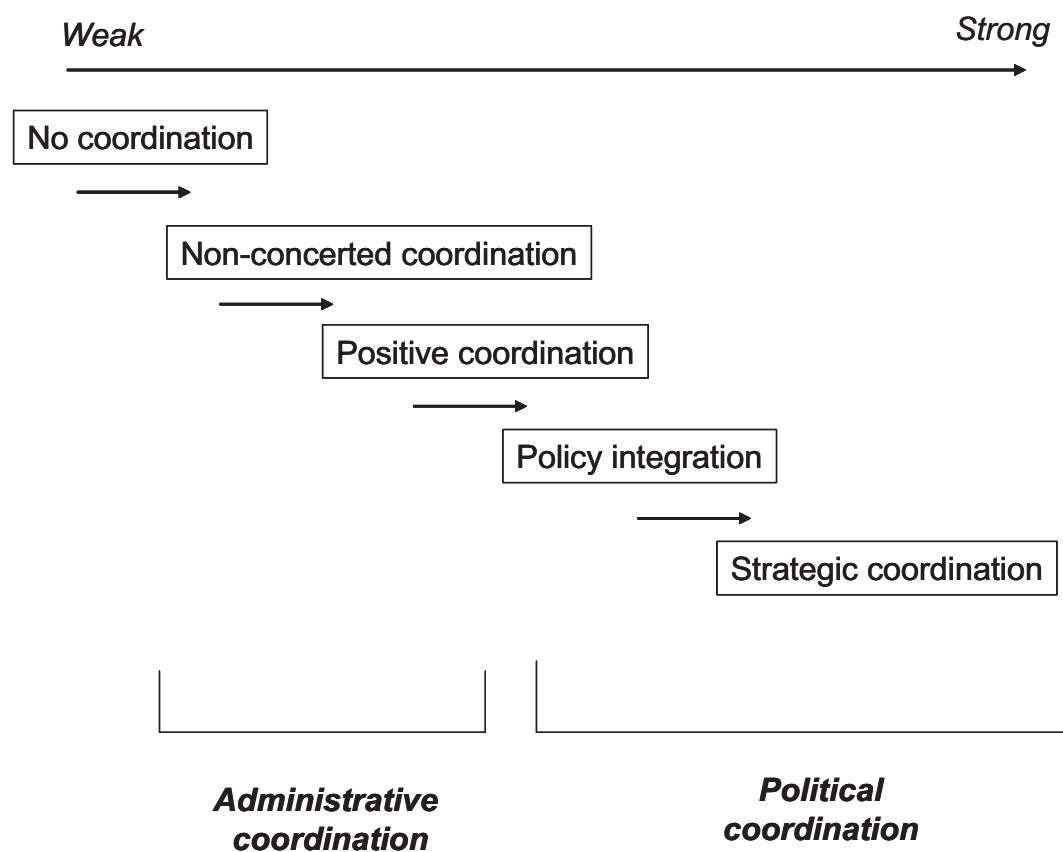 Weak
Strong
No coordination
Non-concerted coordination
Positive coordination
Policy integration
Strategic coordination
Administrative
coordination
Political
coordination